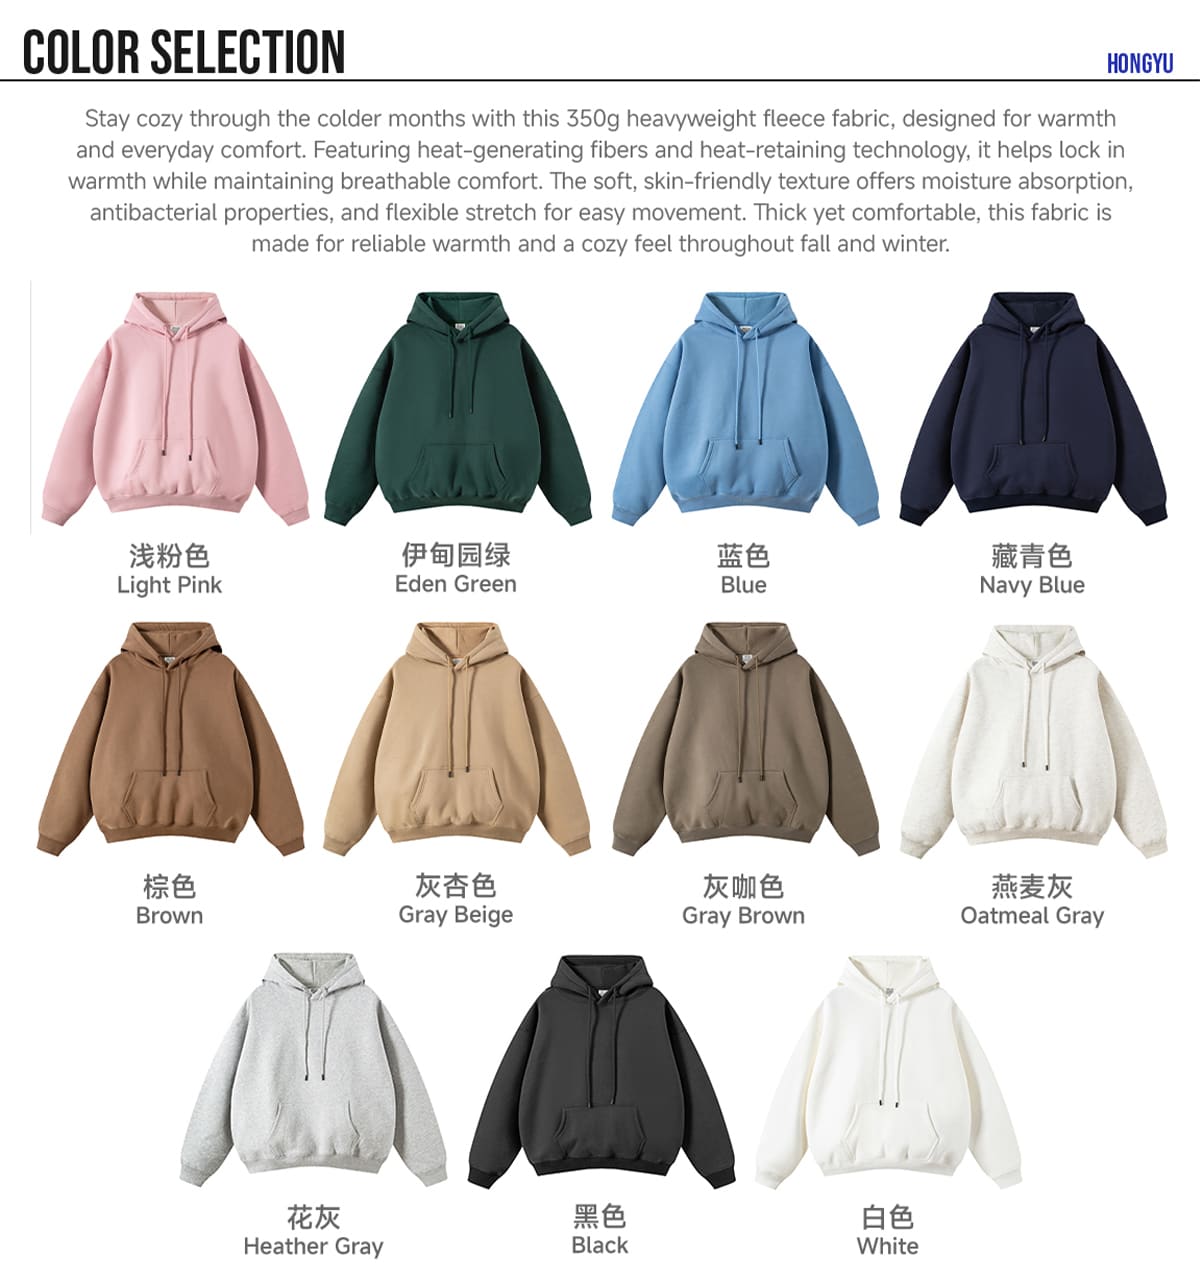 COLOR SELECTION
HONGYU
Stay cozy through the colder months with this 350g heavyweight fleece fabric, designed for warmth
and everyday comfort. Featuring heat-generating fibers and heat-retaining technology, it helps lock in
warmth while maintaining breathable comfort. The soft, skin-friendly texture offers moisture absorption,
antibacterial properties, and flexible stretch for easy movement. Thick yet comfortable, this fabric is
made for reliable warmth and a cozy feel throughout fall and winter.
浅粉色
Light Pink
伊甸园绿
Eden Green
蓝色
Blue
藏青色
Navy Blue
棕色
Brown
灰杏色
Gray Beige
灰咖色
Gray Brown
燕麦灰
Oatmeal Gray
花灰
Heather Gray
黑色
Black
白色
White